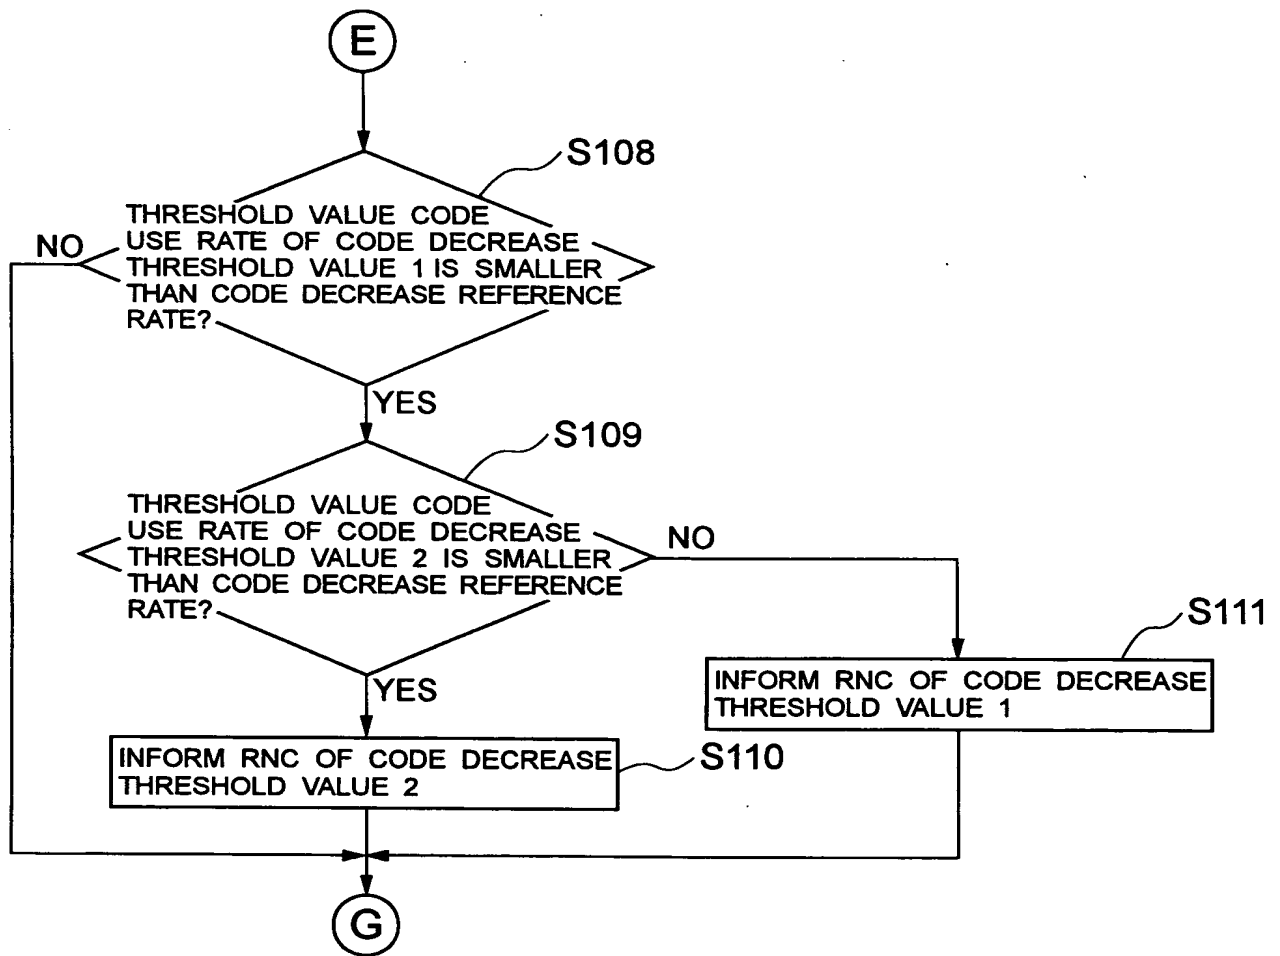 E
S108
THRESHOLD VALUE CODE
USE RATE OF CODE DECREASE
THRESHOLD VALUE 1 IS SMALLER
THAN CODE DECREASE REFERENCE
RATE?
NO
YES
S109
THRESHOLD VALUE CODE
USE RATE OF CODE DECREASE
THRESHOLD VALUE 2 IS SMALLER
THAN CODE DECREASE REFERENCE
RATE?
NO
YES
S111
INFORM RNC OF CODE DECREASE
THRESHOLD VALUE 1
S110
INFORM RNC OF CODE DECREASE
THRESHOLD VALUE 2
G